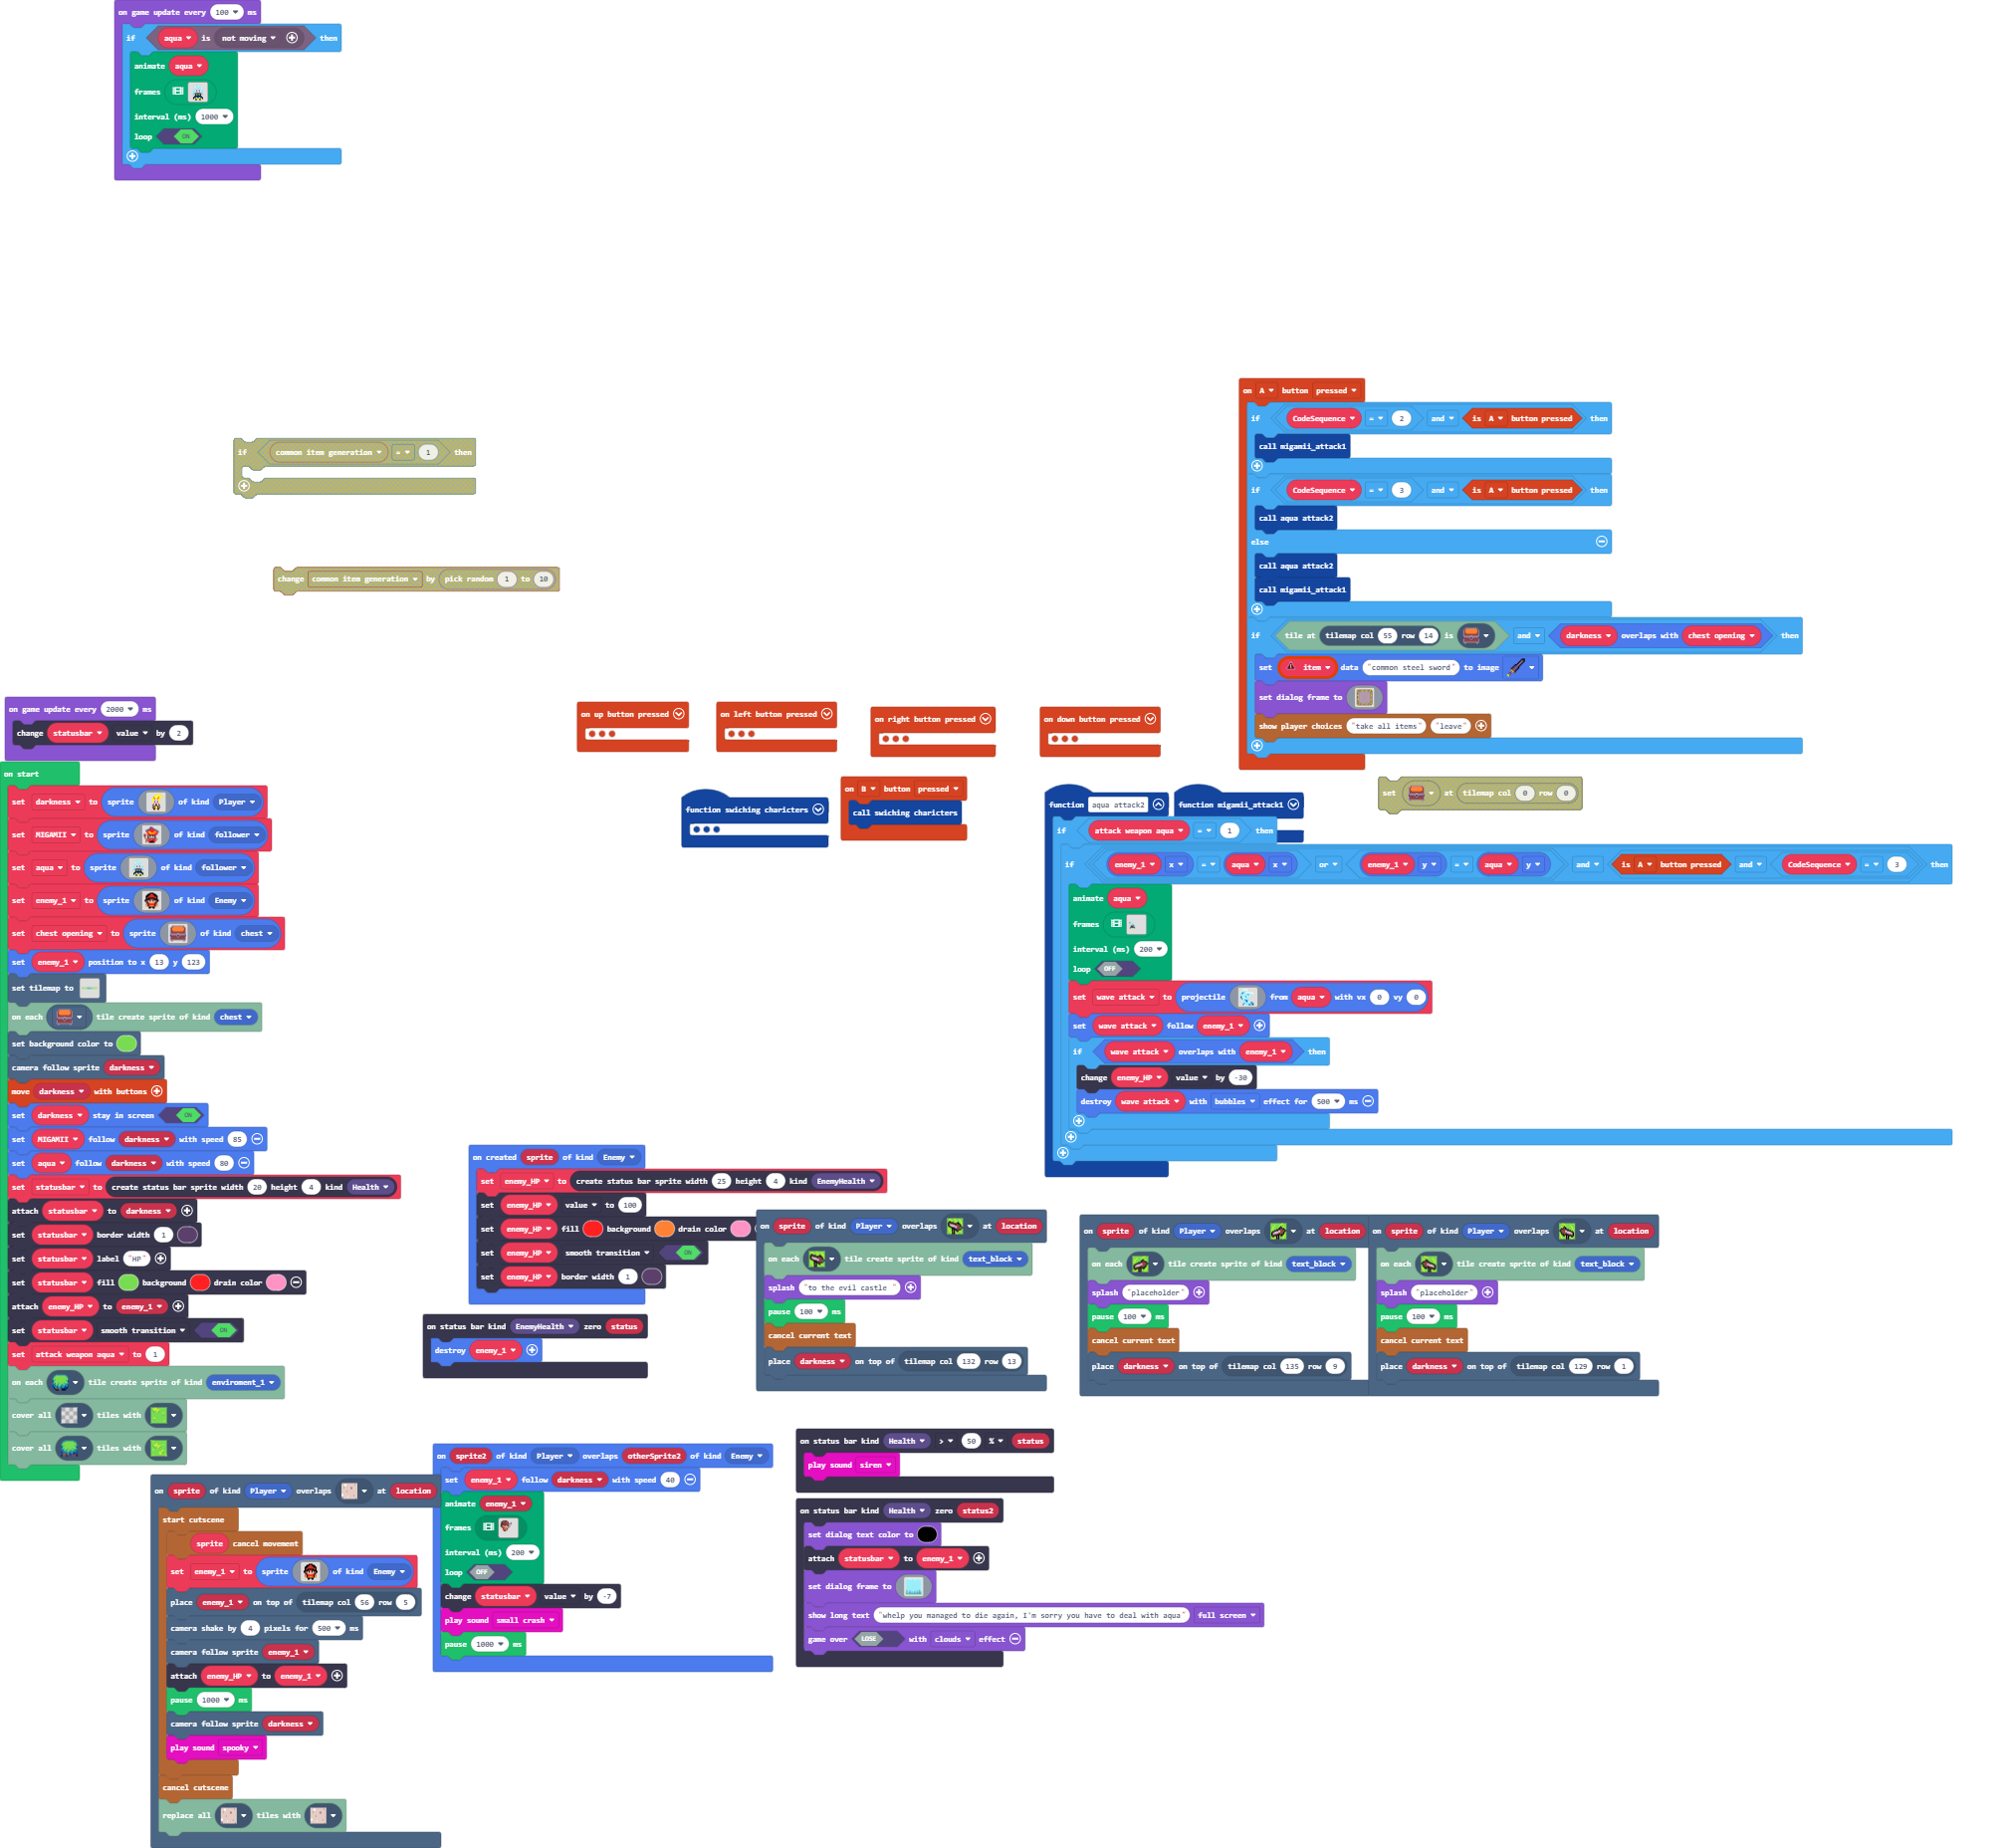 on game update every 100 ms
if aqua is not moving then
animate aqua
frames
interval (ms) 1000
loop ON
if common item generation = 1 then
change common item generation by pick random 1 to 10
on A button pressed
if CodeSequence = 2 and is A button pressed then
call migamii_attack1
if CodeSequence = 3 and is A button pressed then
call aqua attack2
else
call aqua attack2
call migamii_attack1
if tile at tilemap col 55 row 14 is and darkness overlaps with chest opening then
set item data "common steel sword" to image
set dialog frame to
show player choices "take all items" "leave"
on game update every 2000 ms
change statusbar value by 2
on up button pressed
on left button pressed
on right button pressed
on down button pressed
function swiching charicters
on B button pressed
call swiching charicters
set at tilemap col 0 row 0
on start
set darkness to sprite of kind Player
set MIGAMII to sprite of kind follower
set aqua to sprite of kind follower
set enemy_1 to sprite of kind Enemy
set chest opening to sprite of kind chest
set enemy_1 position to x 13 y 123
set tilemap to
on each tile create sprite of kind chest
set background color to
camera follow sprite darkness
move darkness with buttons
set darkness stay in screen ON
set MIGAMII follow darkness with speed 85
set aqua follow darkness with speed 80
set statusbar to create status bar sprite width 20 height 4 kind Health
attach statusbar to darkness
set statusbar border width 1
set statusbar label "HP"
set statusbar fill background drain color
attach enemy_HP to enemy_1
set statusbar smooth transition ON
set attack weapon aqua to 1
on each tile create sprite of kind enviroment_1
cover all tiles with
cover all tiles with
function aqua attack2
if attack weapon aqua = 1 then
if enemy_1 x = aqua x or enemy_1 y = aqua y and is A button pressed and CodeSequence = 3 then
animate aqua
frames
interval (ms) 200
loop OFF
set wave attack to projectile from aqua with vx 0 vy 0
set wave attack follow enemy_1
if wave attack overlaps with enemy_1 then
change enemy_HP value by -30
destroy wave attack with bubbles effect for 500 ms
function migamii_attack1
on created sprite of kind Enemy
set enemy_HP to create status bar sprite width 25 height 4 kind EnemyHealth
set enemy_HP value to 100
set enemy_HP fill background drain color
set enemy_HP smooth transition ON
set enemy_HP border width 1
on status bar kind EnemyHealth zero status
destroy enemy_1
on sprite of kind Player overlaps at location
on each tile create sprite of kind text_block
splash "to the evil castle "
pause 100 ms
cancel current text
place darkness on top of tilemap col 132 row 13
on sprite of kind Player overlaps at location
on each tile create sprite of kind text_block
splash "placeholder"
pause 100 ms
cancel current text
place darkness on top of tilemap col 135 row 9
on sprite of kind Player overlaps at location
on each tile create sprite of kind text_block
splash "placeholder"
pause 100 ms
cancel current text
place darkness on top of tilemap col 129 row 1
on sprite of kind Player overlaps at location
start cutscene
sprite cancel movement
set enemy_1 to sprite of kind Enemy
place enemy_1 on top of tilemap col 56 row 5
camera shake by 4 pixels for 500 ms
camera follow sprite enemy_1
attach enemy_HP to enemy_1
pause 1000 ms
camera follow sprite darkness
play sound spooky
cancel cutscene
replace all tiles with
on sprite2 of kind Player overlaps otherSprite2 of kind Enemy
set enemy_1 follow darkness with speed 40
animate enemy_1
frames
interval (ms) 200
loop OFF
change statusbar value by -7
play sound small crash
pause 1000 ms
on status bar kind Health > 50 % status
play sound siren
on status bar kind Health zero status2
set dialog text color to
attach statusbar to enemy_1
set dialog frame to
show long text "whelp you managed to die again, I'm sorry you have to deal with aqua" full screen
game over LOSE with clouds effect